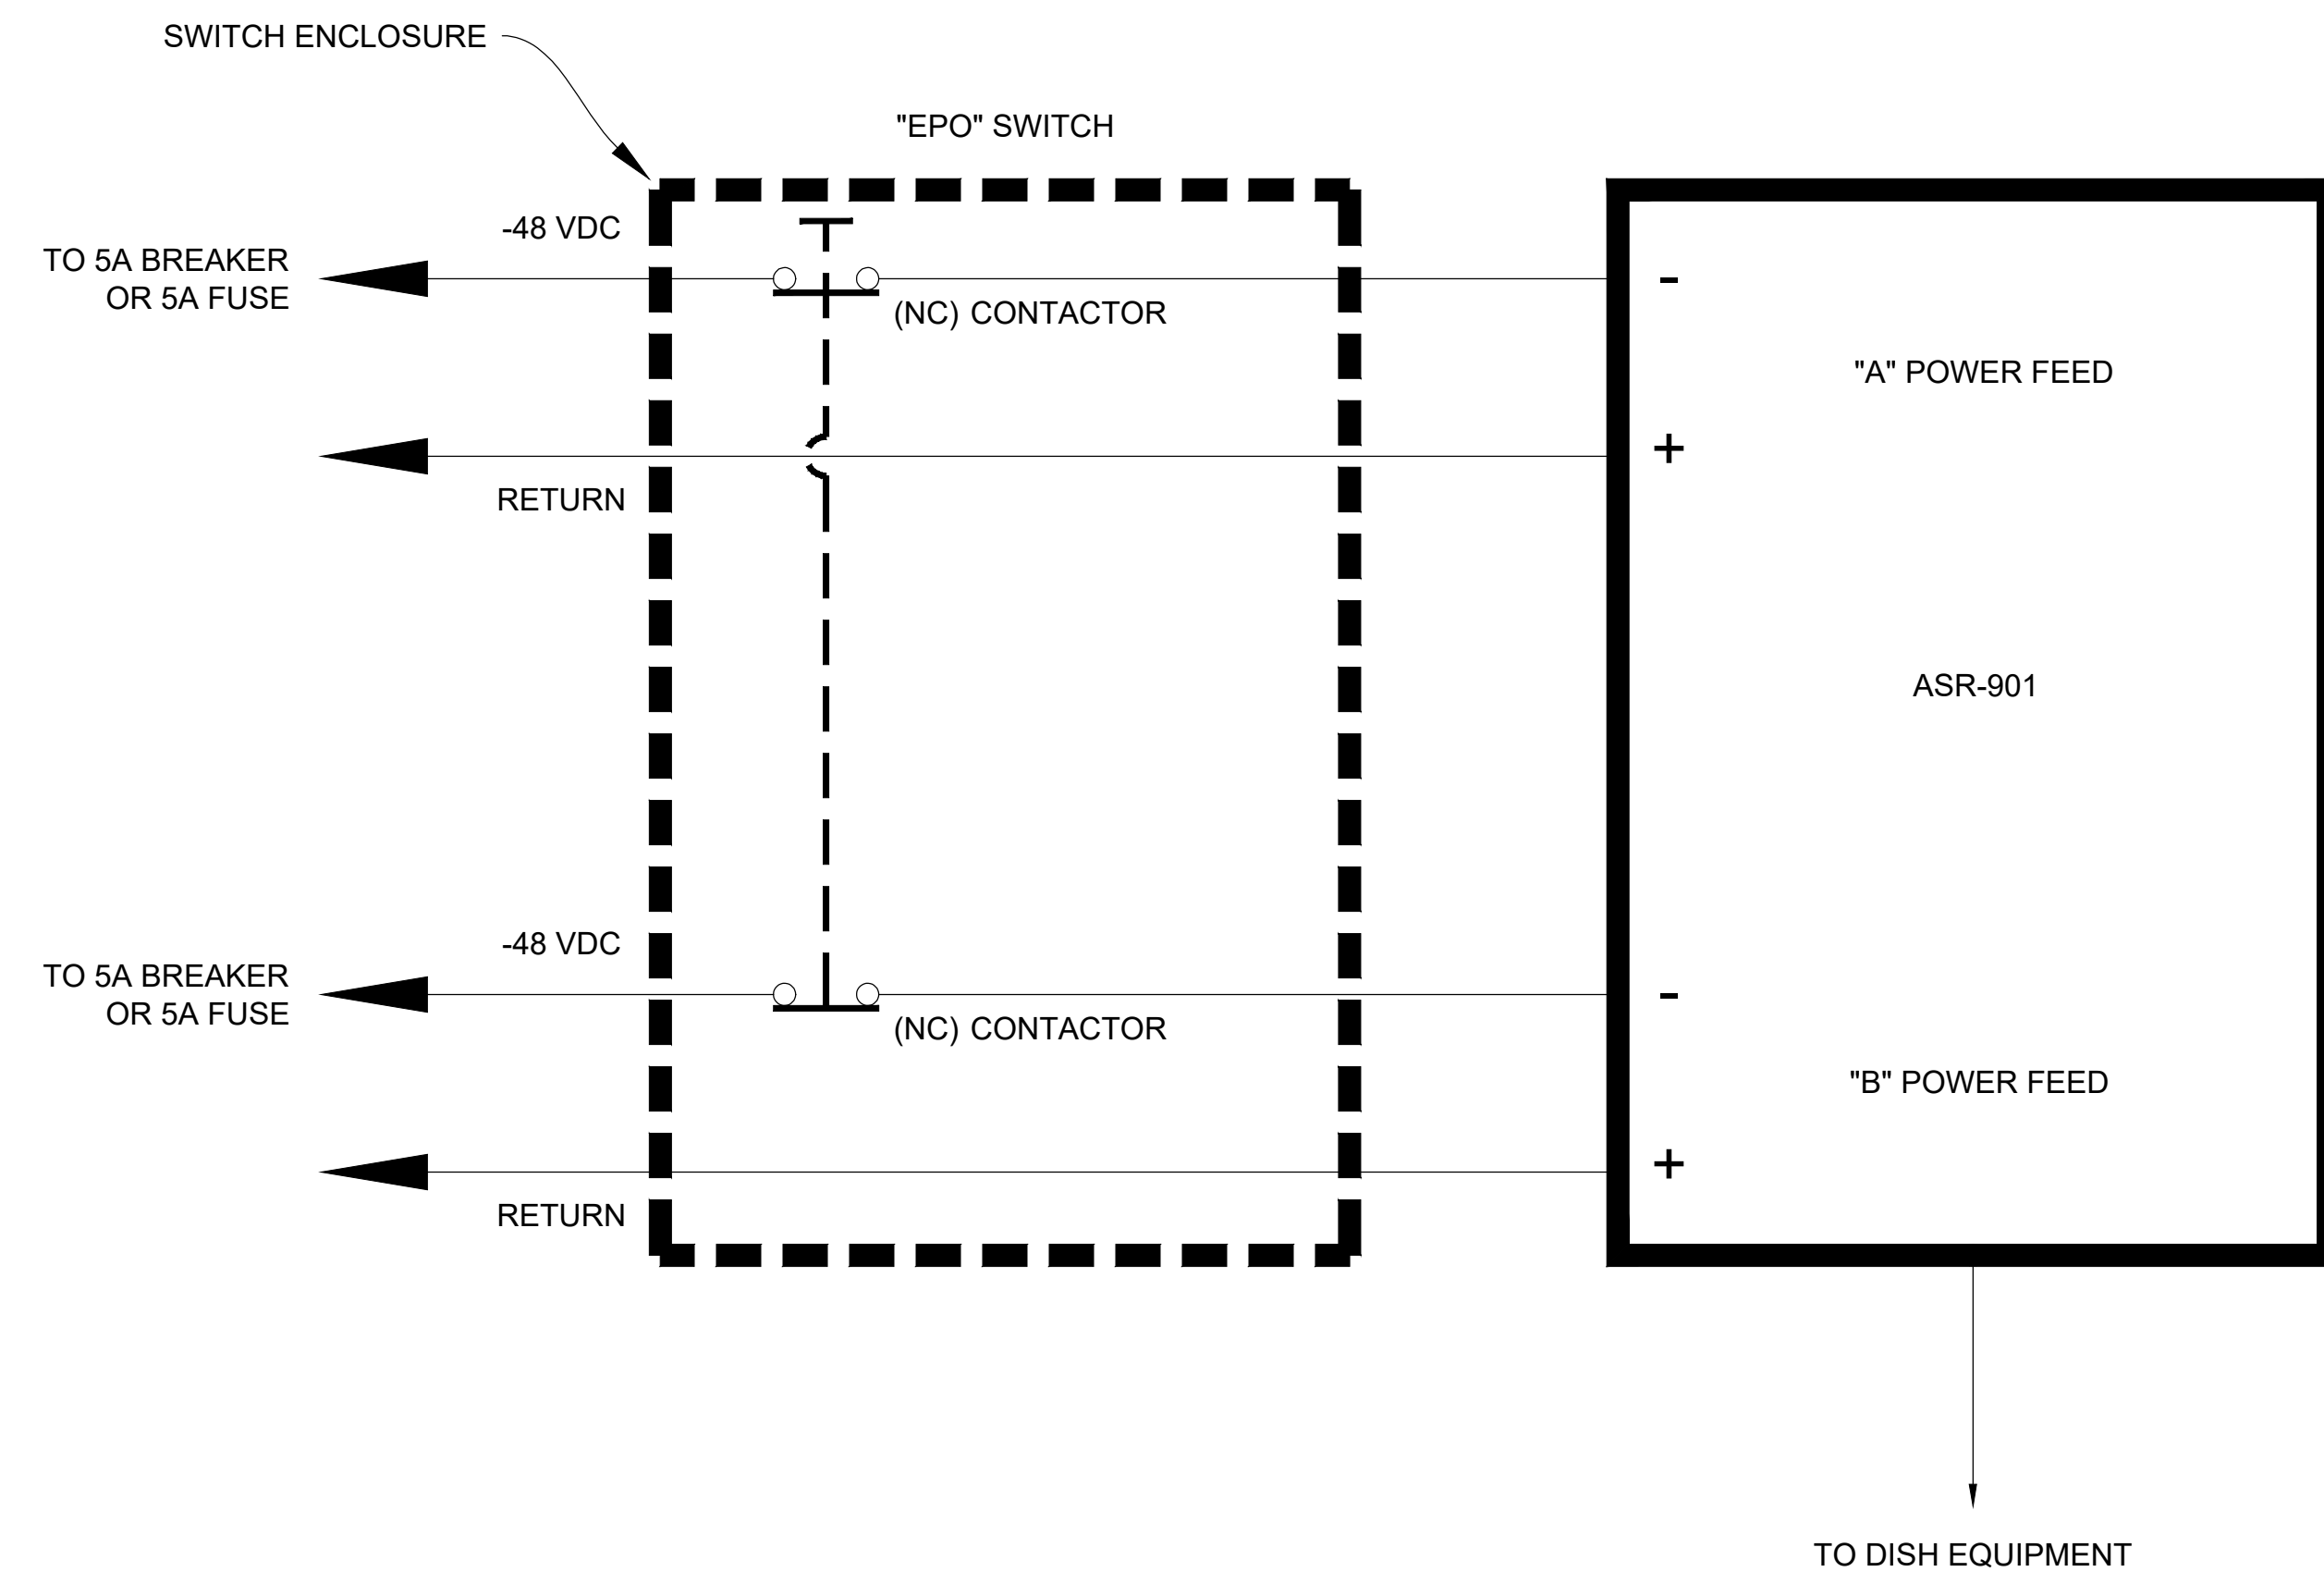 SWITCH ENCLOSURE
"EPO" SWITCH
-48 VDC
TO 5A BREAKER
OR 5A FUSE
(NC) CONTACTOR
-
"A" POWER FEED
+
RETURN
ASR-901
-48 VDC
TO 5A BREAKER
OR 5A FUSE
(NC) CONTACTOR
-
"B" POWER FEED
+
RETURN
TO DISH EQUIPMENT